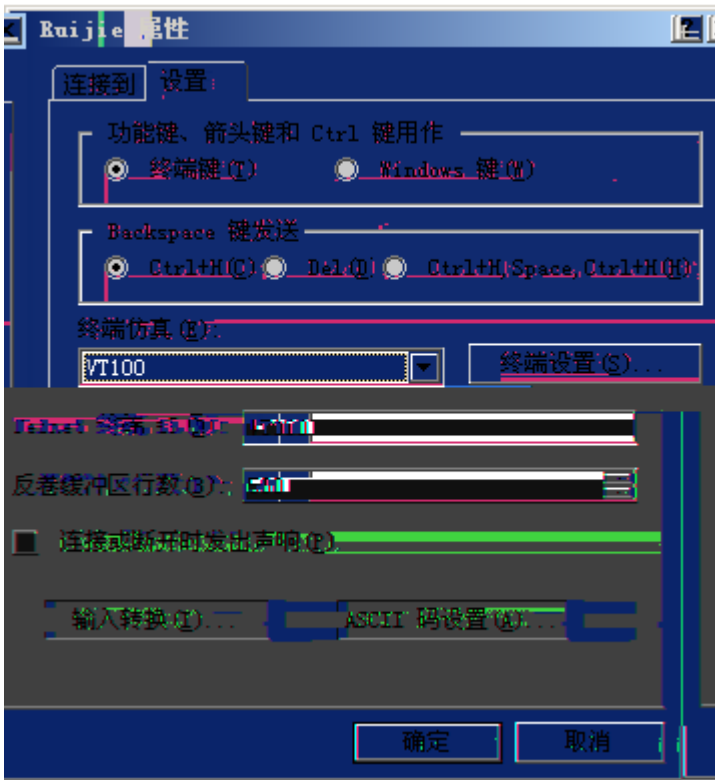 Ruijie 属性
连接到 设置
功能键、箭头键和 Ctrl 键用作
终端键(T) Windows 键(W)
Backspace 键发送
Ctrl+H(C) Del(D) Ctrl+H, Space, Ctrl+H(H)
终端仿真(E):
VT100 终端设置(S)...
Telnet 终端
反卷缓冲区行数(B):
连接或断开时发出声响(P)
输入转换(I)... ASCII 码设置(A)...
确定 取消